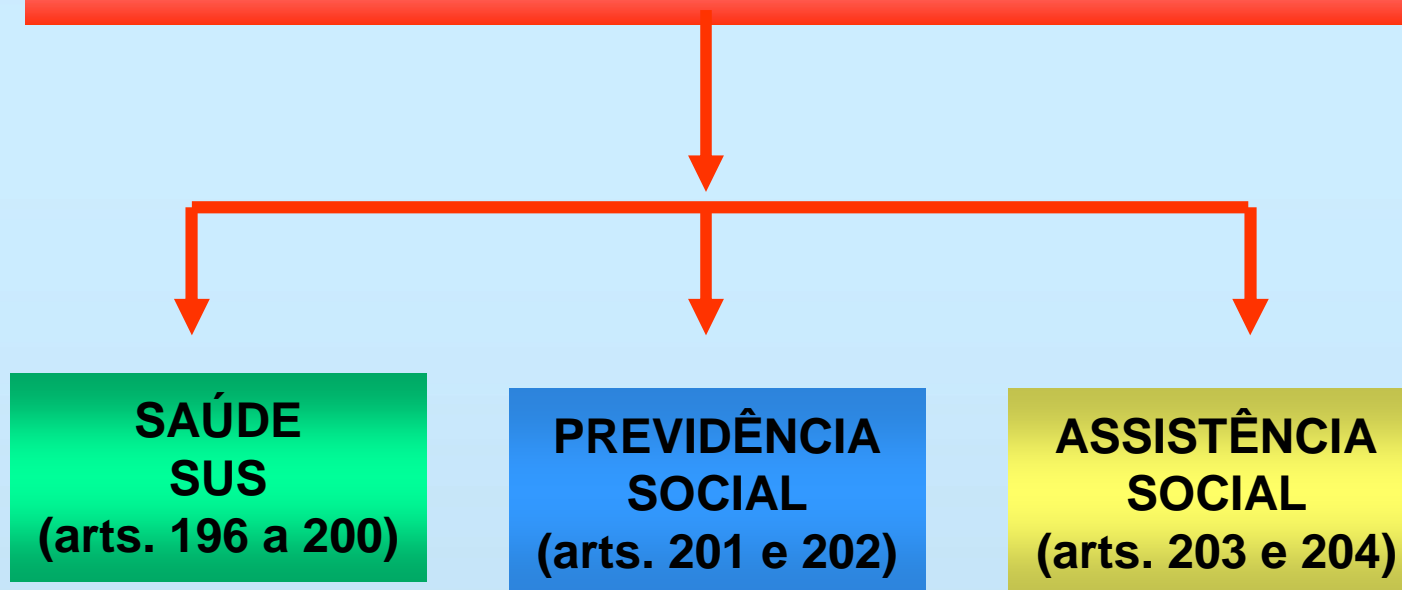 SAÚDE
SUS
(arts. 196 a 200)
PREVIDÊNCIA
SOCIAL
(arts. 201 e 202)
ASSISTÊNCIA
SOCIAL
(arts. 203 e 204)